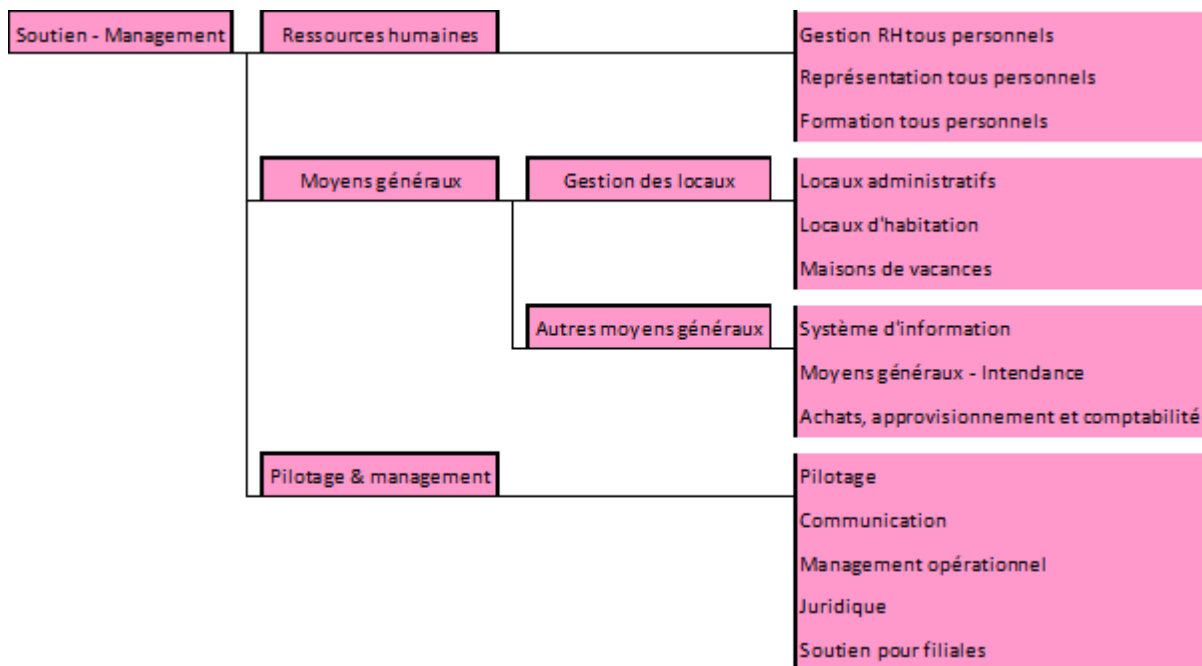 Soutien - Management
Ressources humaines
Gestion RH tous personnels
Représentation tous personnels
Formation tous personnels
Moyens généraux
Gestion des locaux
Locaux administratifs
Locaux d'habitation
Maisons de vacances
Autres moyens généraux
Système d'information
Moyens généraux - Intendance
Achats, approvisionnement et comptabilité
Pilotage & management
Pilotage
Communication
Management opérationnel
Juridique
Soutien pour filiales